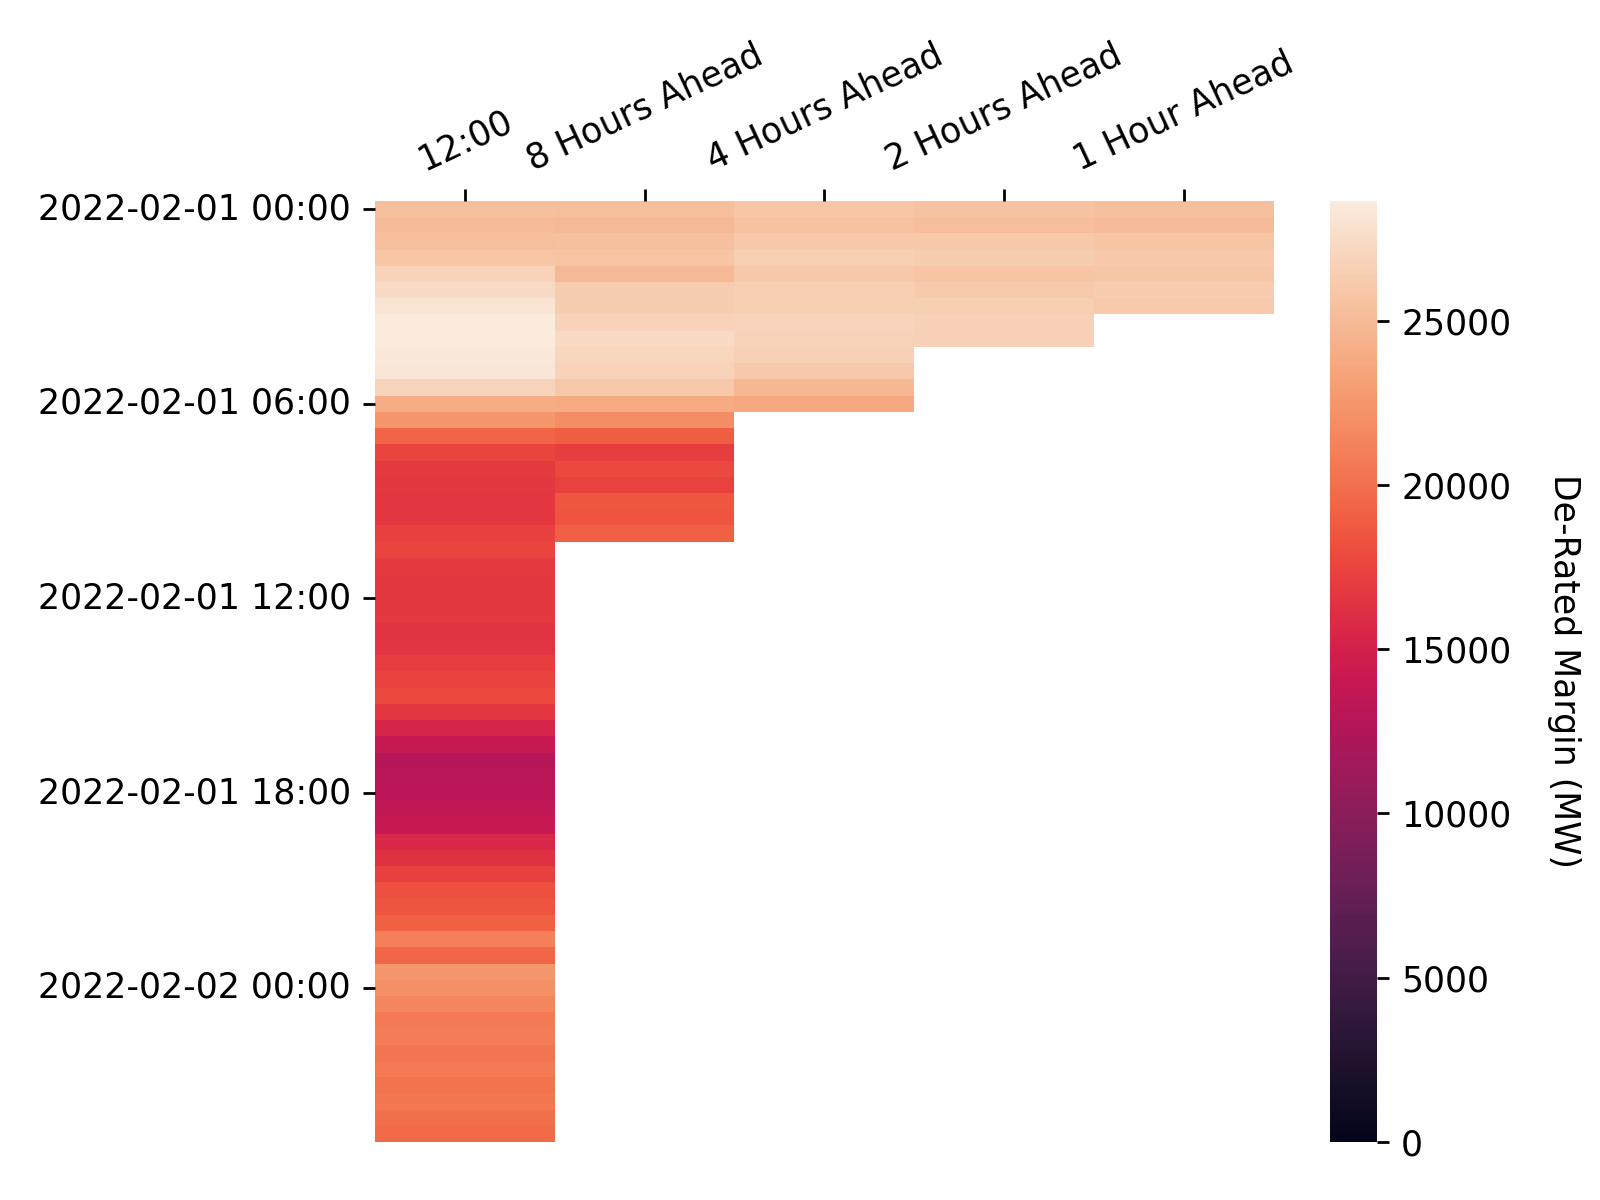 12:00
8 Hours Ahead
4 Hours Ahead
2 Hours Ahead
1 Hour Ahead
2022-02-01 00:00
2022-02-01 06:00
2022-02-01 12:00
2022-02-01 18:00
2022-02-02 00:00
25000
20000
15000
10000
5000
0
De-Rated Margin (MW)